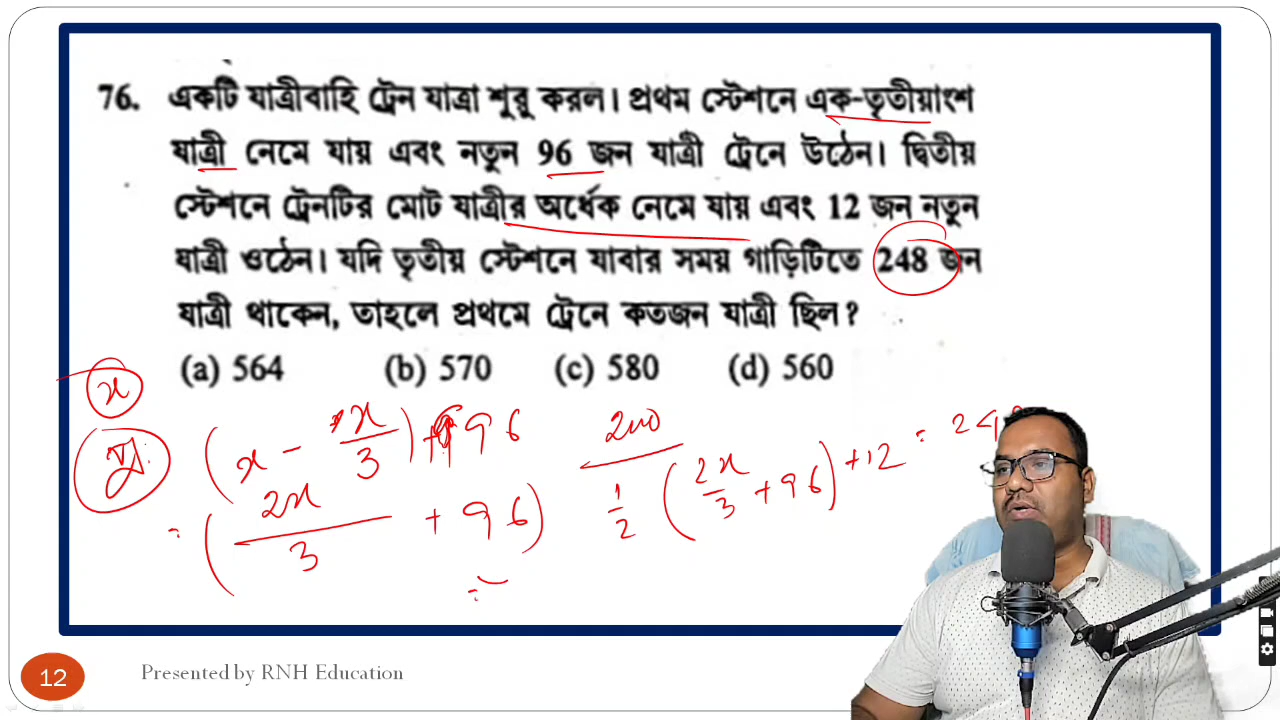 76. একটি যাত্রীবাহি ট্রেন যাত্রা শুরু করল। প্রথম স্টেশনে এক-তৃতীয়াংশ
যাত্রী নেমে যায় এবং নতুন 96 জন যাত্রী ট্রেনে উঠেন। দ্বিতীয়
স্টেশনে ট্রেনটির মোট যাত্রীর অর্ধেক নেমে যায় এবং 12 জন নতুন
যাত্রী ওঠেন। যদি তৃতীয় স্টেশনে যাবার সময় গাড়িটিতে 248 জন
যাত্রী থাকেন, তাহলে প্রথমে ট্রেনে কতজন যাত্রী ছিল?
(a) 564 (b) 570 (c) 580 (d) 560
x
(x - x/3) + 96
= (2x/3 + 96)
2nd
1/2 (2x/3 + 96) + 12 =
12 Presented by RNH Education